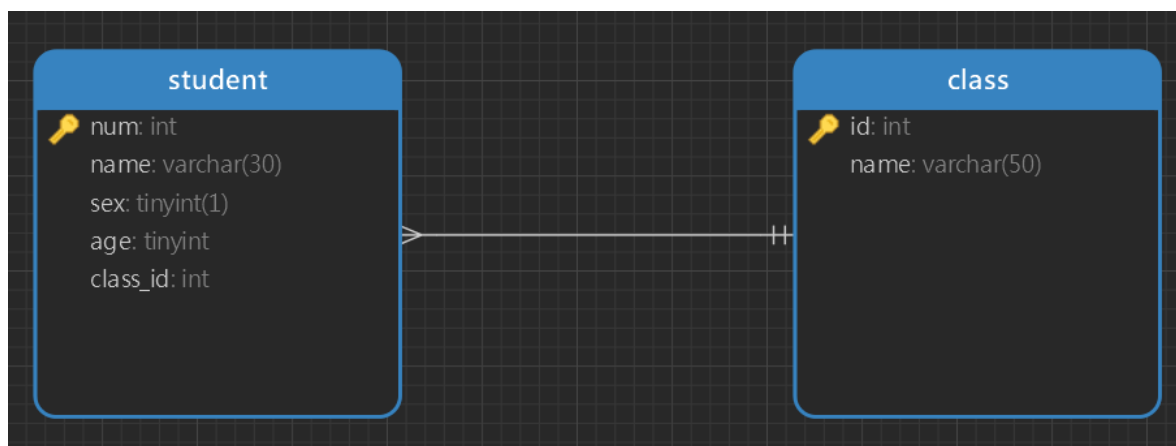 student
num: int
name: varchar(30)
sex: tinyint(1)
age: tinyint
class_id: int
class
id: int
name: varchar(50)